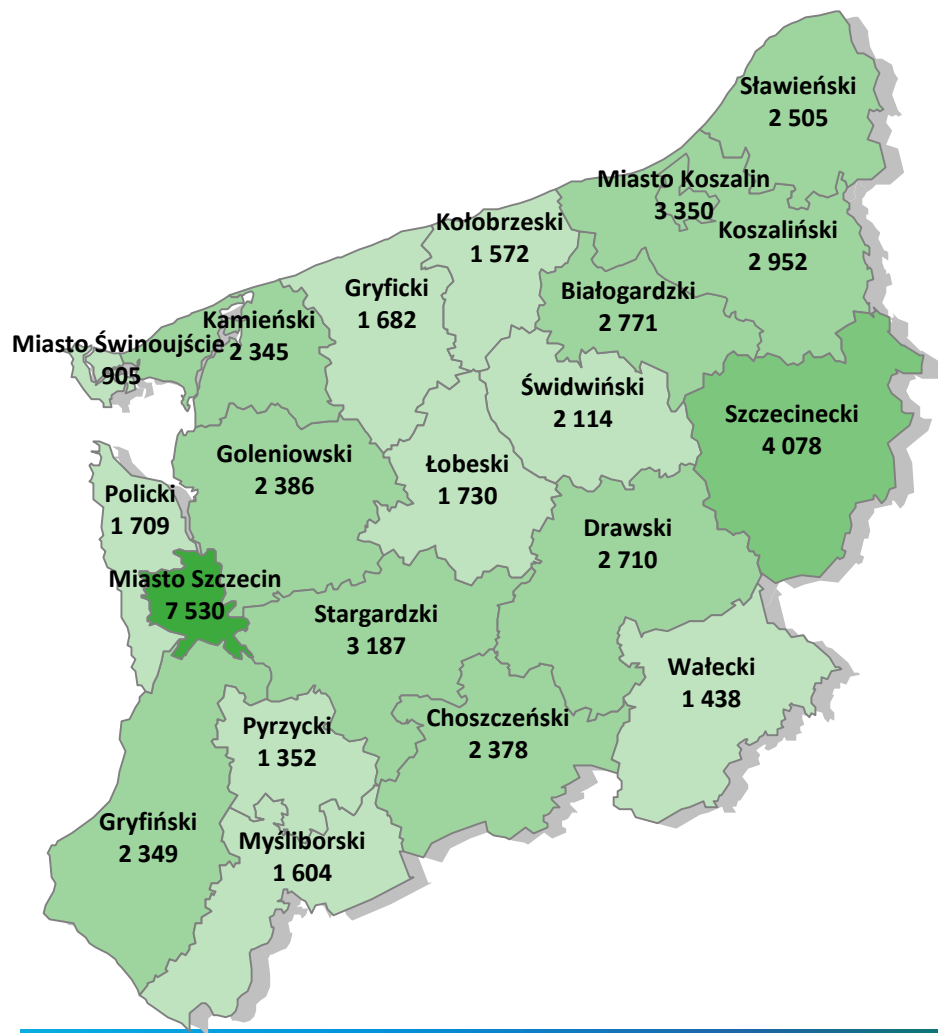 Sławieński
2 505
Miasto Koszalin
3 350
Koszaliński
2 952
Kołobrzeski
1 572
Białogardzki
2 771
Gryficki
1 682
Kamieński
2 345
Miasto Świnoujście
905
Świdwiński
2 114
Szczecinecki
4 078
Goleniowski
2 386
Łobeski
1 730
Policki
1 709
Drawski
2 710
Miasto Szczecin
7 530
Stargardzki
3 187
Wałecki
1 438
Pyrzycki
1 352
Choszczeński
2 378
Gryfiński
2 349
Myśliborski
1 604